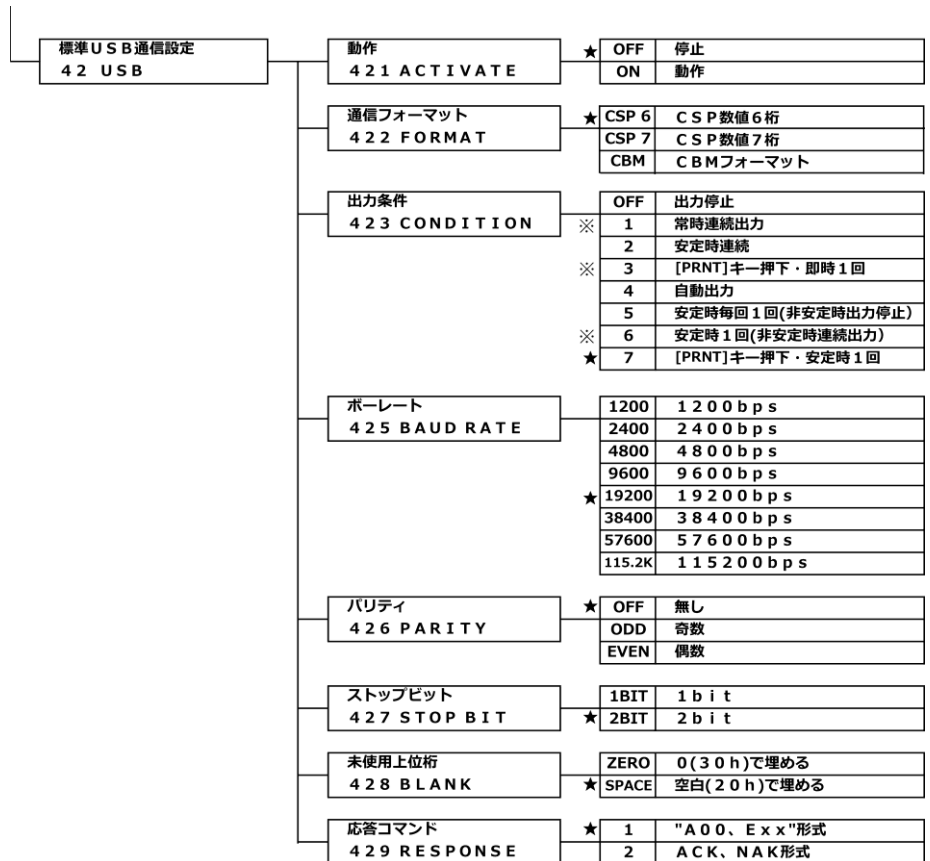 標準ＵＳＢ通信設定
４２ ＵＳＢ
動作
４２１ ＡＣＴＩＶＡＴＥ
★ OFF 停止
ON 動作
通信フォーマット
４２２ ＦＯＲＭＡＴ
★ CSP 6 ＣＳＰ数値６桁
CSP 7 ＣＳＰ数値７桁
CBM ＣＢＭフォーマット
出力条件
４２３ ＣＯＮＤＩＴＩＯＮ
OFF 出力停止
※ 1 常時連続出力
2 安定時連続
※ 3 [PRNT]キー押下・即時１回
4 自動出力
5 安定時毎回１回(非安定時出力停止）
※ 6 安定時１回(非安定時連続出力）
★ 7 [PRNT]キー押下・安定時１回
ボーレート
４２５ ＢＡＵＤ ＲＡＴＥ
1200 １２００ｂｐｓ
2400 ２４００ｂｐｓ
4800 ４８００ｂｐｓ
9600 ９６００ｂｐｓ
★ 19200 １９２００ｂｐｓ
38400 ３８４００ｂｐｓ
57600 ５７６００ｂｐｓ
115.2K １１５２００ｂｐｓ
パリティ
４２６ ＰＡＲＩＴＹ
★ OFF 無し
ODD 奇数
EVEN 偶数
ストップビット
４２７ ＳＴＯＰ ＢＩＴ
1BIT １ｂｉｔ
★ 2BIT ２ｂｉｔ
未使用上位桁
４２８ ＢＬＡＮＫ
ZERO ０(３０ｈ)で埋める
★ SPACE 空白(２０ｈ)で埋める
応答コマンド
４２９ ＲＥＳＰＯＮＳＥ
★ 1 "Ａ００、Ｅｘｘ"形式
2 ＡＣＫ、ＮＡＫ形式